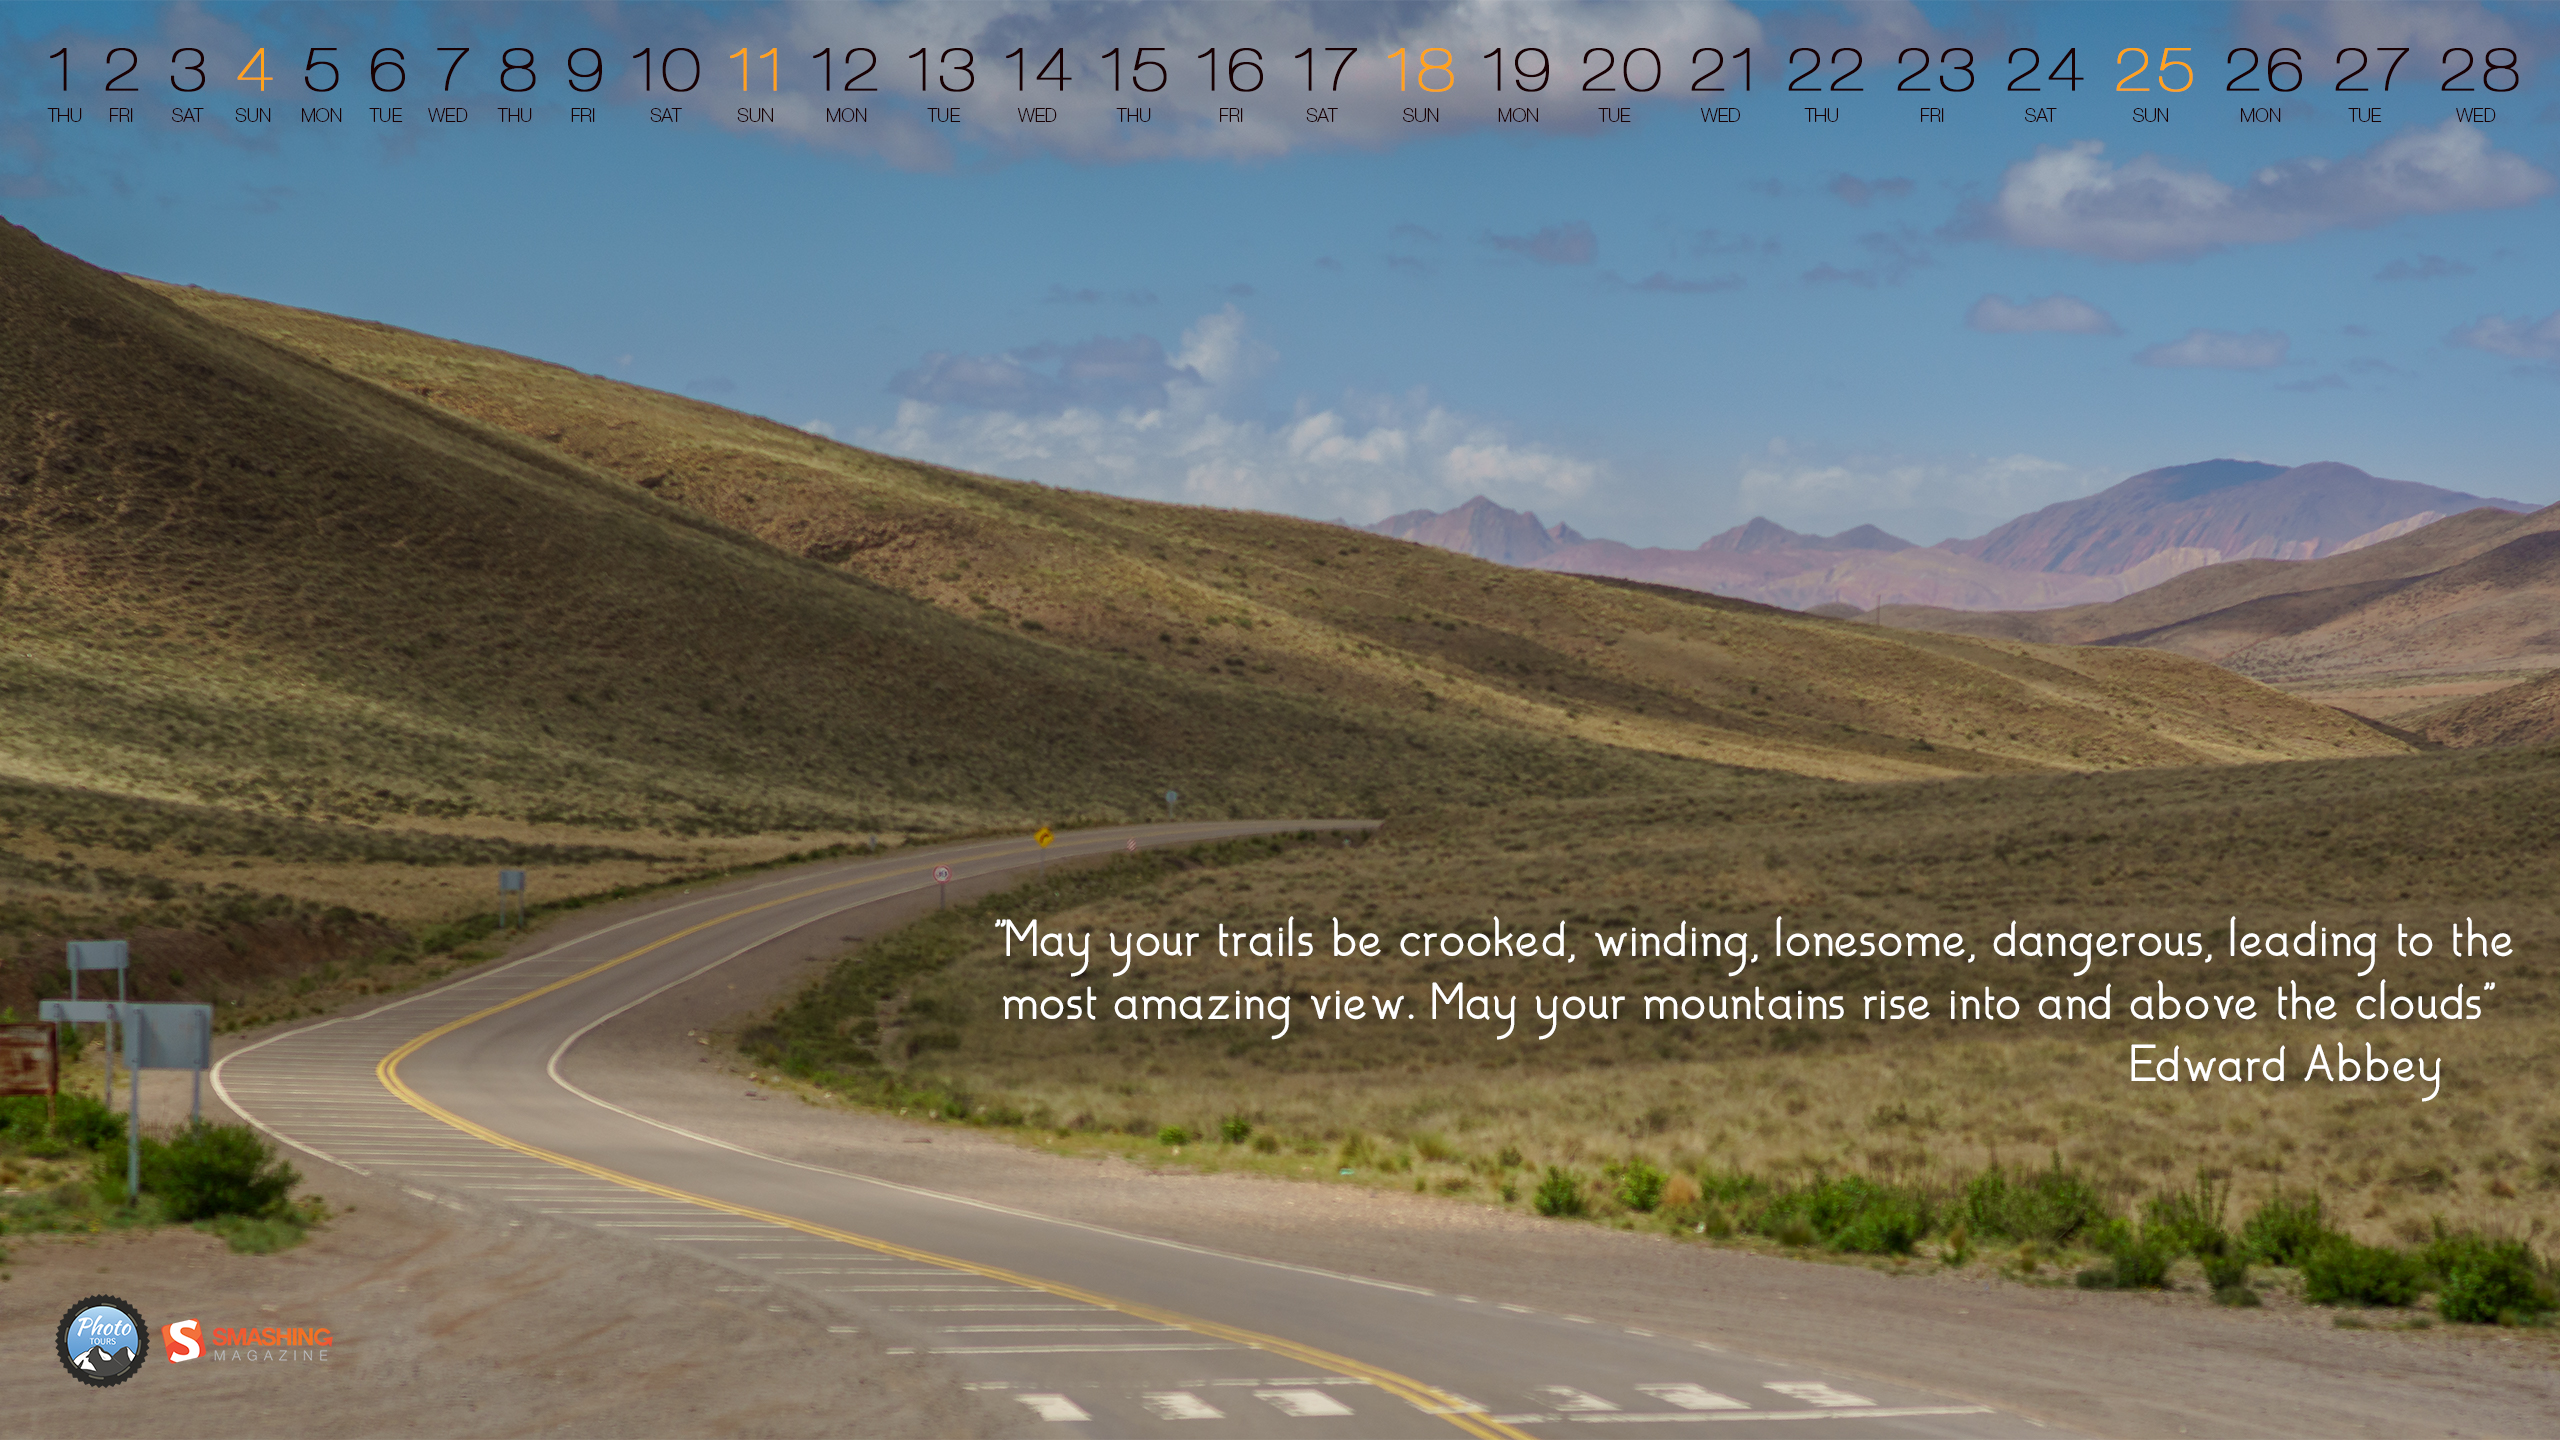 1 2 3 4 5 6 7 8 9 10 11 12 13 14 15 16 17 18 19 20 21 22 23 24 25 26 27 28
THU FRI SAT SUN MON TUE WED THU FRI SAT SUN MON TUE WED THU FRI SAT SUN MON TUE WED THU FRI SAT SUN MON TUE WED
"May your trails be crooked, winding, lonesome, dangerous, leading to the
most amazing view. May your mountains rise into and above the clouds"
Edward Abbey
Photo
TOURS
S SMASHING
MAGAZINE